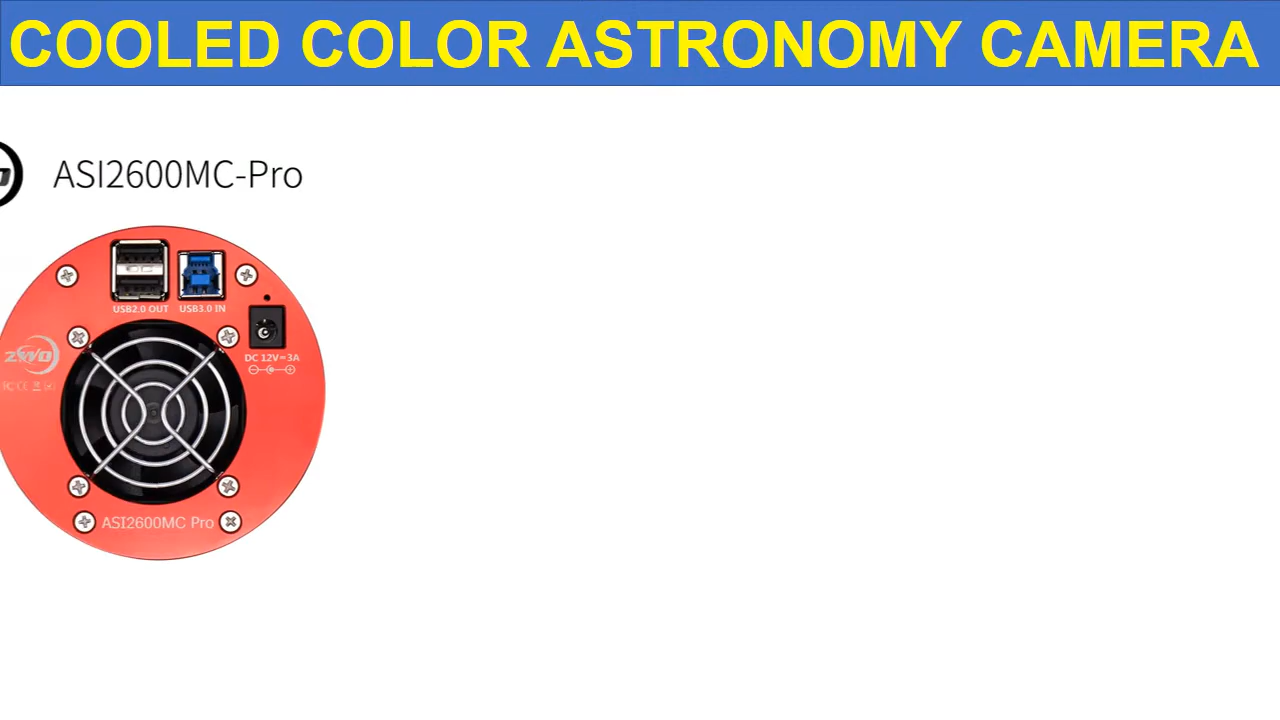 COOLED COLOR ASTRONOMY CAMERA
ASI2600MC-Pro
USB2.0 OUT
USB3.0 IN
DC 12V⎓3A
ZWO
ASI2600MC Pro